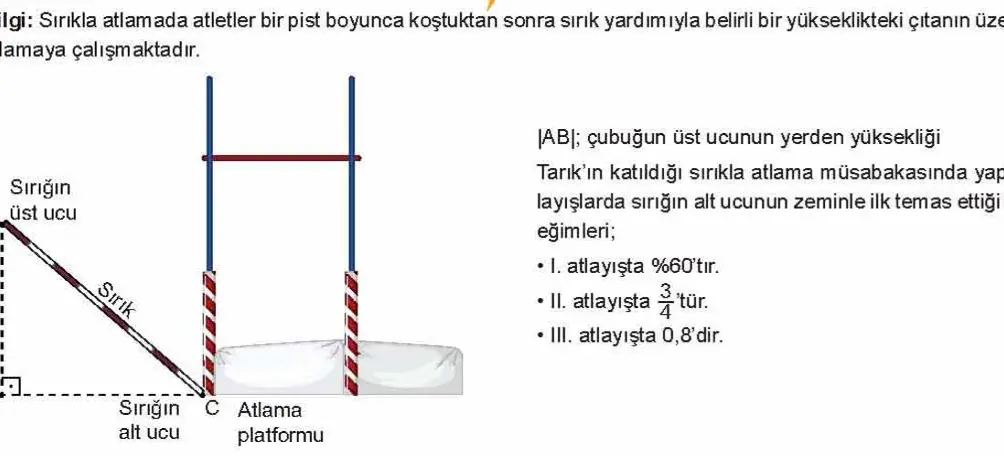 ilgi: Sırıkla atlamada atletler bir pist boyunca koştuktan sonra sırık yardımıyla belirli bir yükseklikteki çıtanın üze
lamaya çalışmaktadır.
|AB|; çubuğun üst ucunun yerden yüksekliği
Tarık'ın katıldığı sırıkla atlama müsabakasında yap
layışlarda sırığın alt ucunun zeminle ilk temas ettiği
eğimleri;
• I. atlayışta %60'tır.
• II. atlayışta 3/4'tür.
• III. atlayışta 0,8'dir.
Sırığın
üst ucu
Sırık
Sırığın
alt ucu
C
Atlama
platformu